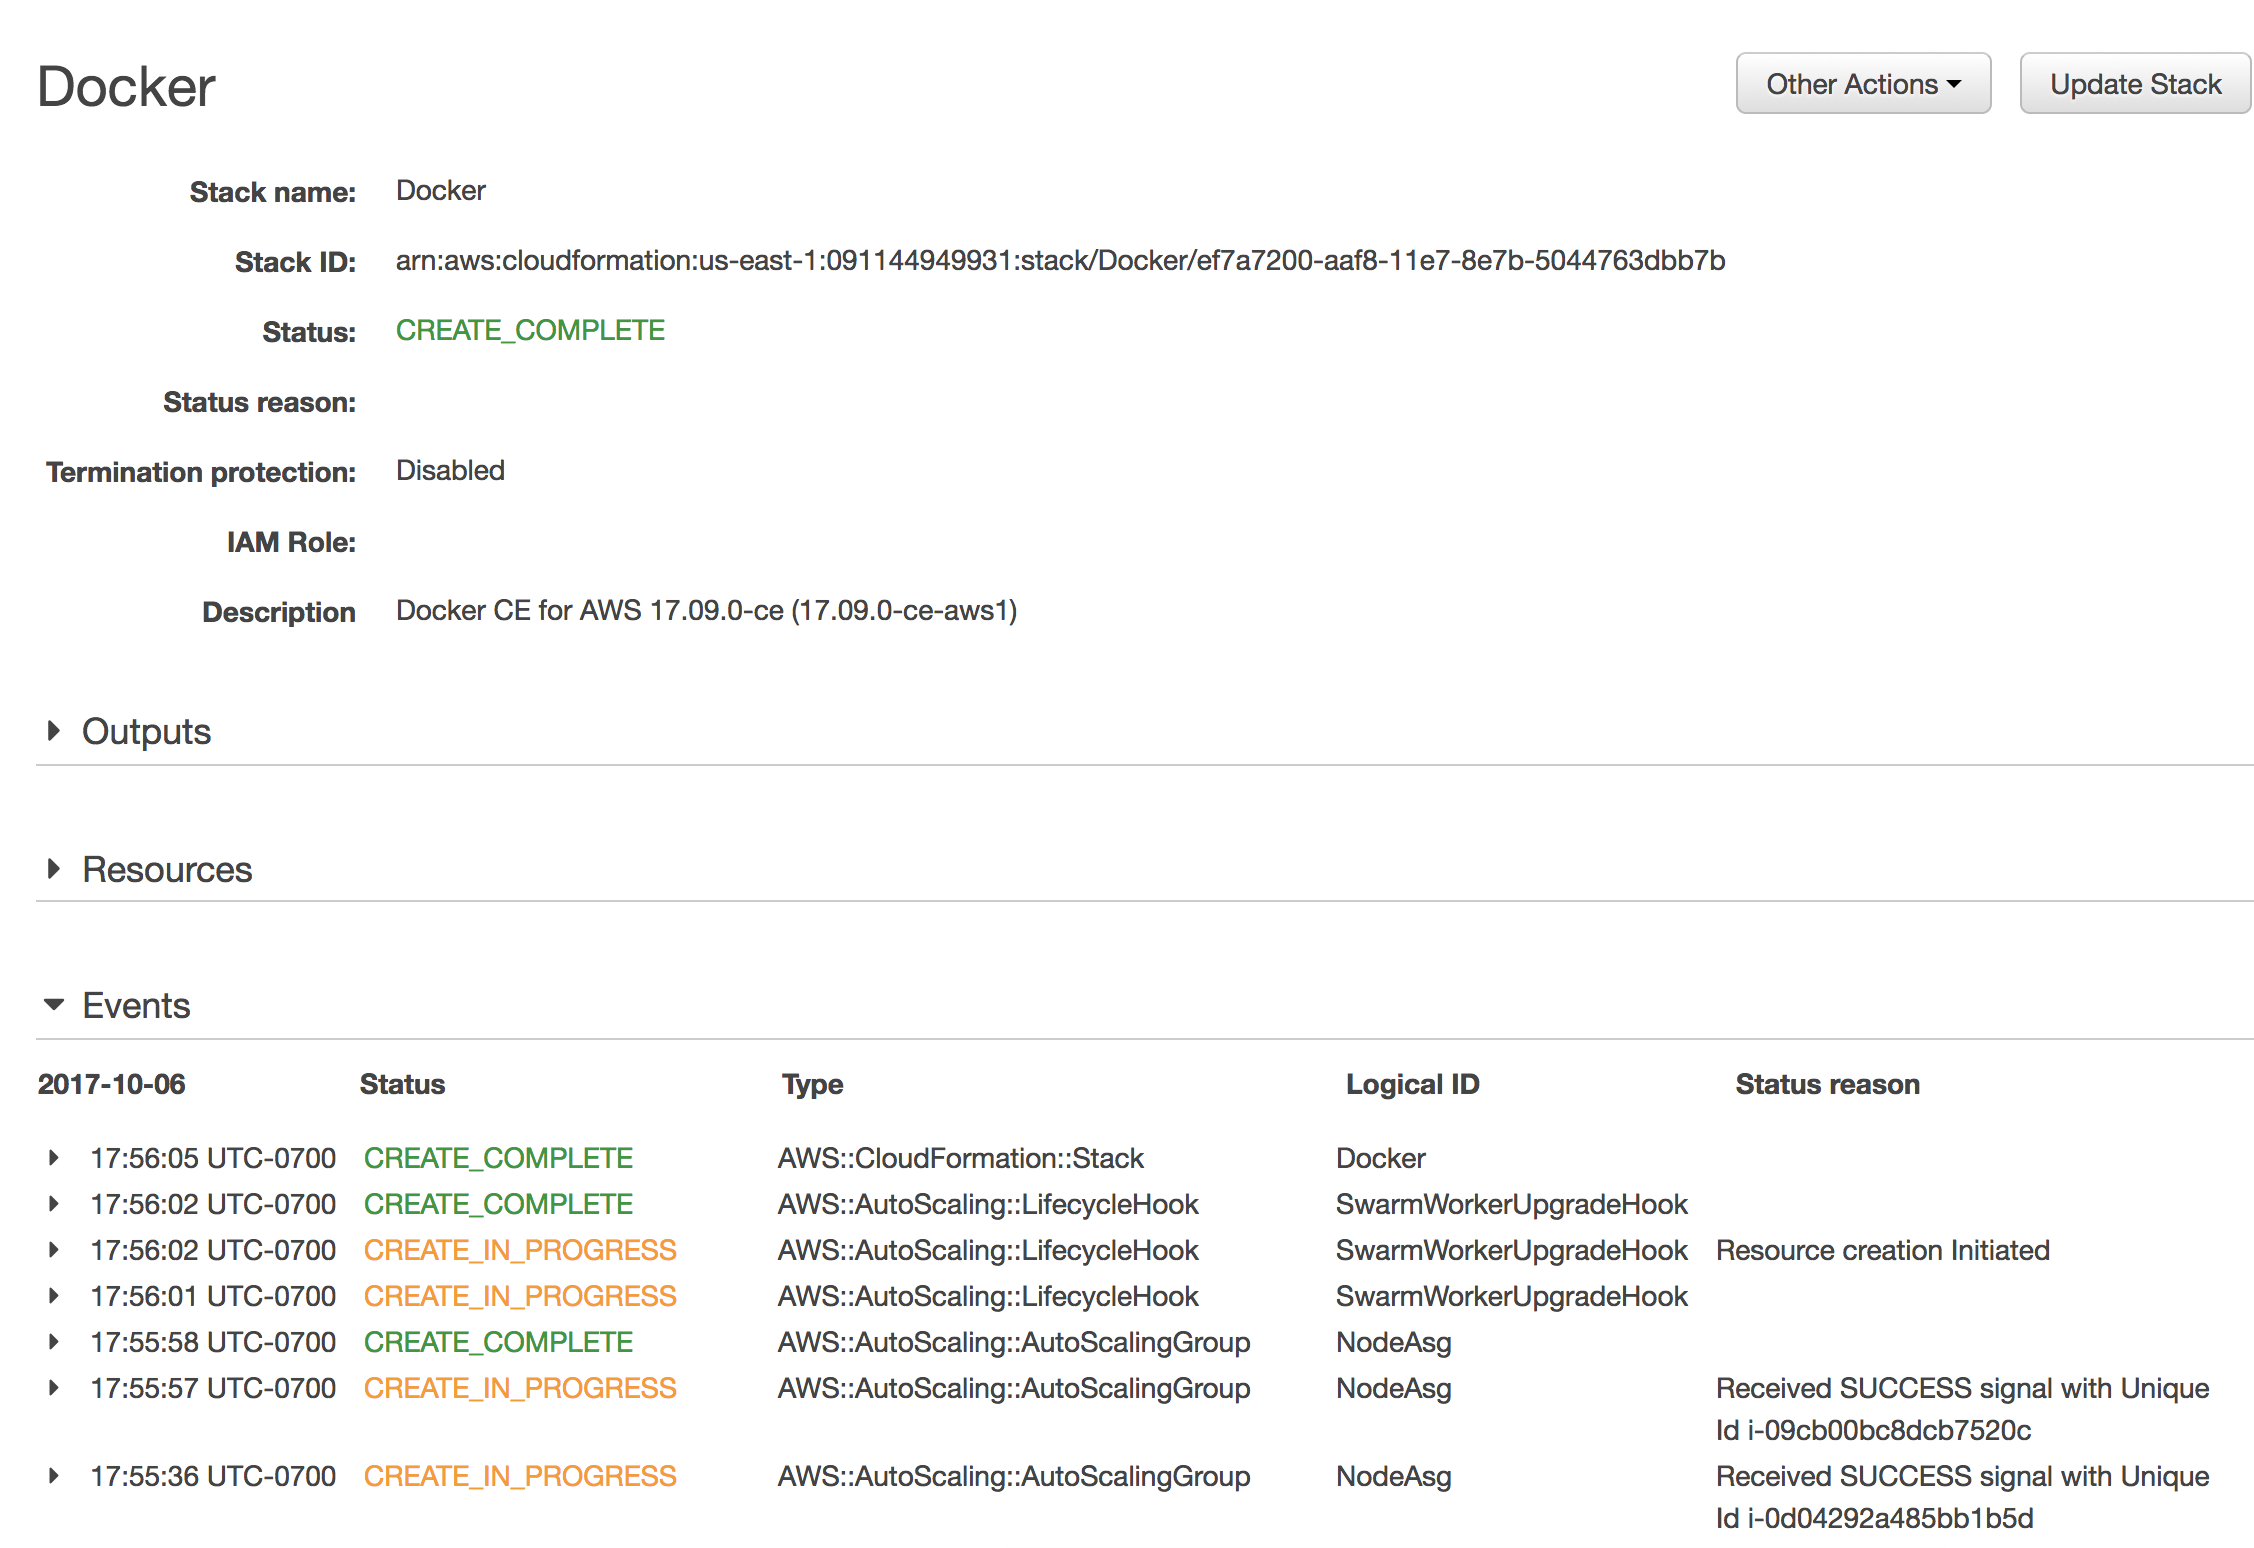 Docker
Other Actions
Update Stack
Stack name: Docker
Stack ID: arn:aws:cloudformation:us-east-1:091144949931:stack/Docker/ef7a7200-aaf8-11e7-8e7b-5044763dbb7b
Status: CREATE_COMPLETE
Status reason:
Termination protection: Disabled
IAM Role:
Description Docker CE for AWS 17.09.0-ce (17.09.0-ce-aws1)
Outputs
Resources
Events
2017-10-06 Status Type Logical ID Status reason
17:56:05 UTC-0700 CREATE_COMPLETE AWS::CloudFormation::Stack Docker
17:56:02 UTC-0700 CREATE_COMPLETE AWS::AutoScaling::LifecycleHook SwarmWorkerUpgradeHook
17:56:02 UTC-0700 CREATE_IN_PROGRESS AWS::AutoScaling::LifecycleHook SwarmWorkerUpgradeHook Resource creation Initiated
17:56:01 UTC-0700 CREATE_IN_PROGRESS AWS::AutoScaling::LifecycleHook SwarmWorkerUpgradeHook
17:55:58 UTC-0700 CREATE_COMPLETE AWS::AutoScaling::AutoScalingGroup NodeAsg
17:55:57 UTC-0700 CREATE_IN_PROGRESS AWS::AutoScaling::AutoScalingGroup NodeAsg Received SUCCESS signal with Unique
Id i-09cb00bc8dcb7520c
17:55:36 UTC-0700 CREATE_IN_PROGRESS AWS::AutoScaling::AutoScalingGroup NodeAsg Received SUCCESS signal with Unique
Id i-0d04292a485bb1b5d